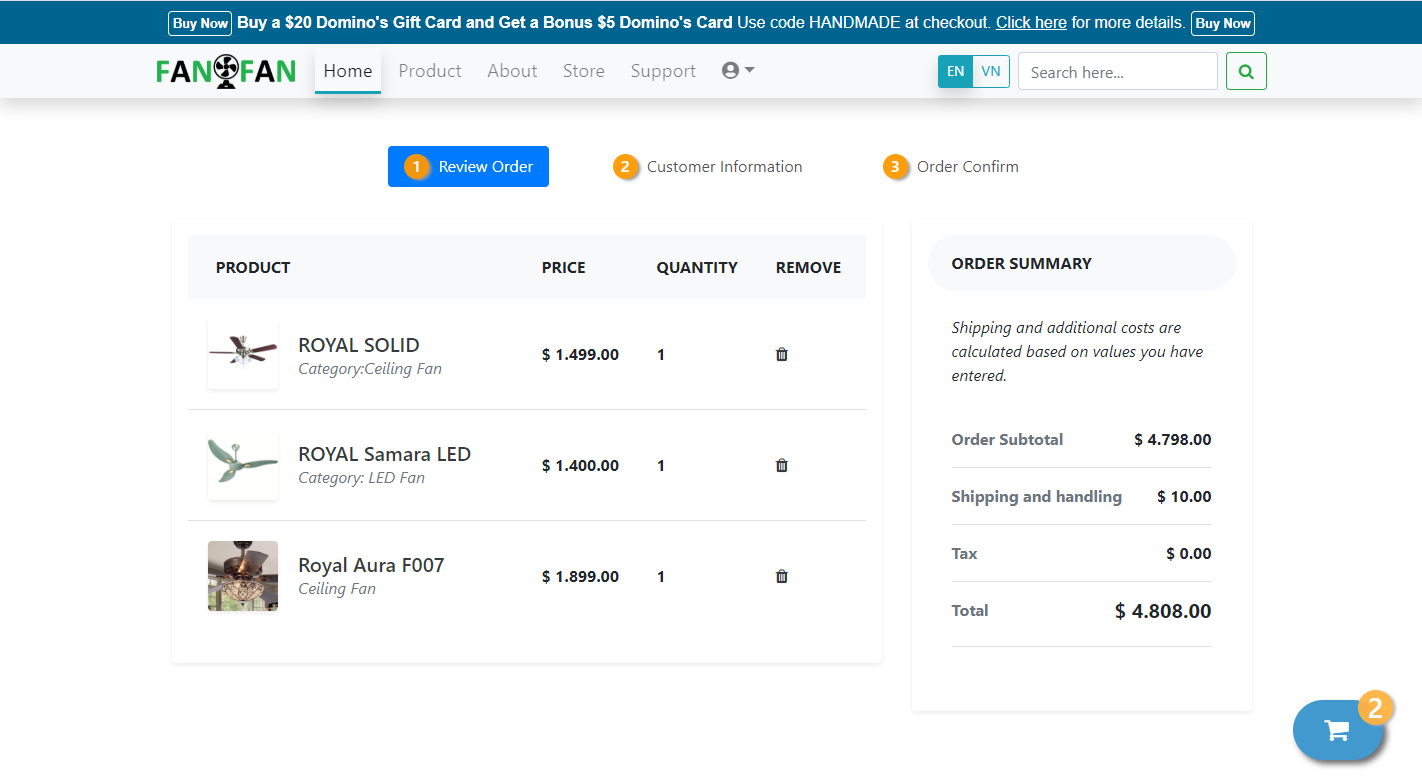 Buy Now Buy a $20 Domino's Gift Card and Get a Bonus $5 Domino's Card Use code HANDMADE at checkout. Click here for more details. Buy Now
FAN FAN Home Product About Store Support EN VN Search here...
1 Review Order 2 Customer Information 3 Order Confirm
PRODUCT PRICE QUANTITY REMOVE
ROYAL SOLID
Category:Ceiling Fan
$ 1.499.00 1
ROYAL Samara LED
Category: LED Fan
$ 1.400.00 1
Royal Aura F007
Ceiling Fan
$ 1.899.00 1
ORDER SUMMARY
Shipping and additional costs are
calculated based on values you have
entered.
Order Subtotal $ 4.798.00
Shipping and handling $ 10.00
Tax $ 0.00
Total $ 4.808.00
2